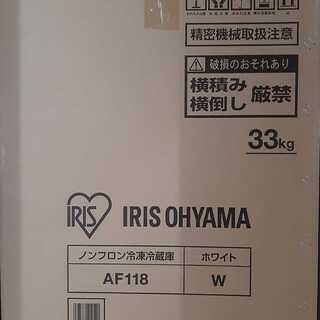 精密機械取扱注意
破損のおそれあり
横積み
横倒し 厳禁
33kg
IRIS IRIS OHYAMA
ノンフロン冷凍冷蔵庫 ホワイト
AF118 W